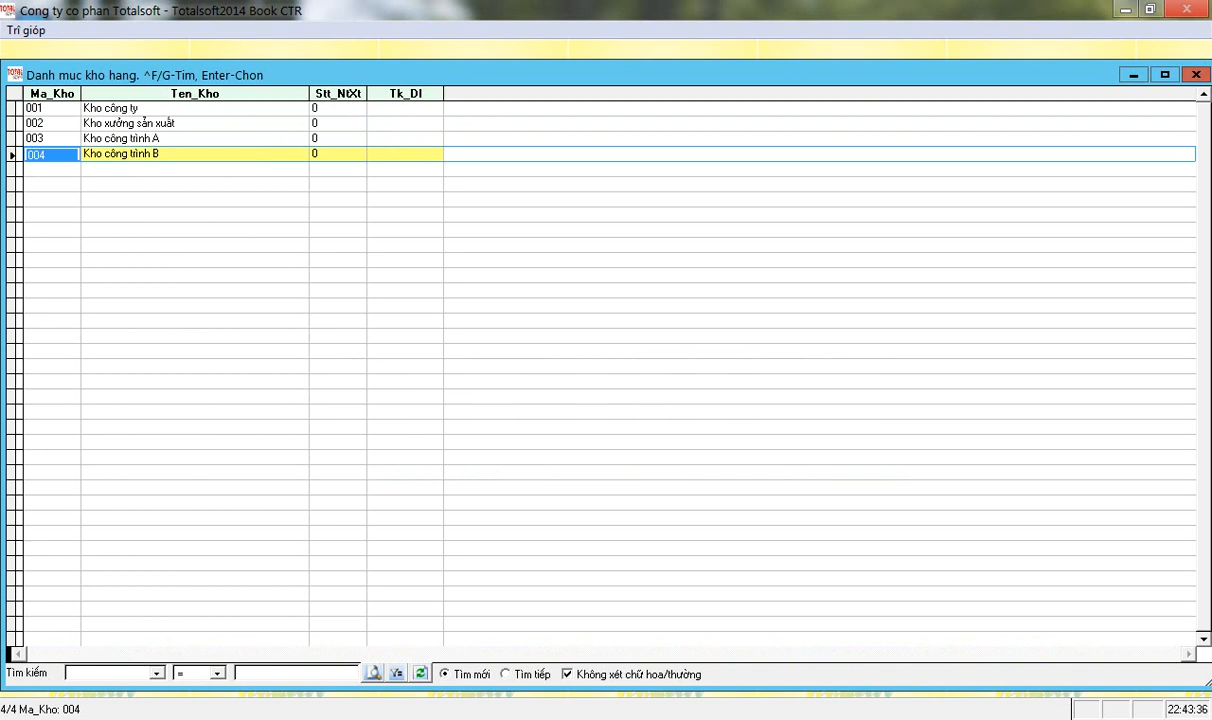 Cong ty co phan Totalsoft - Totalsoft2014 Book CTR
Trî gióp
Danh muc kho hang. ^F/G-Tim, Enter-Chon
Ma_Kho Ten_Kho Stt_NtXt Tk_Dl
001 Kho công ty 0
002 Kho xưởng sản xuất 0
003 Kho công trình A 0
004 Kho công trình B 0
Tìm kiếm = Tìm mới Tìm tiếp Không xét chữ hoa/thường
4/4 Ma_Kho: 004 22:43:36